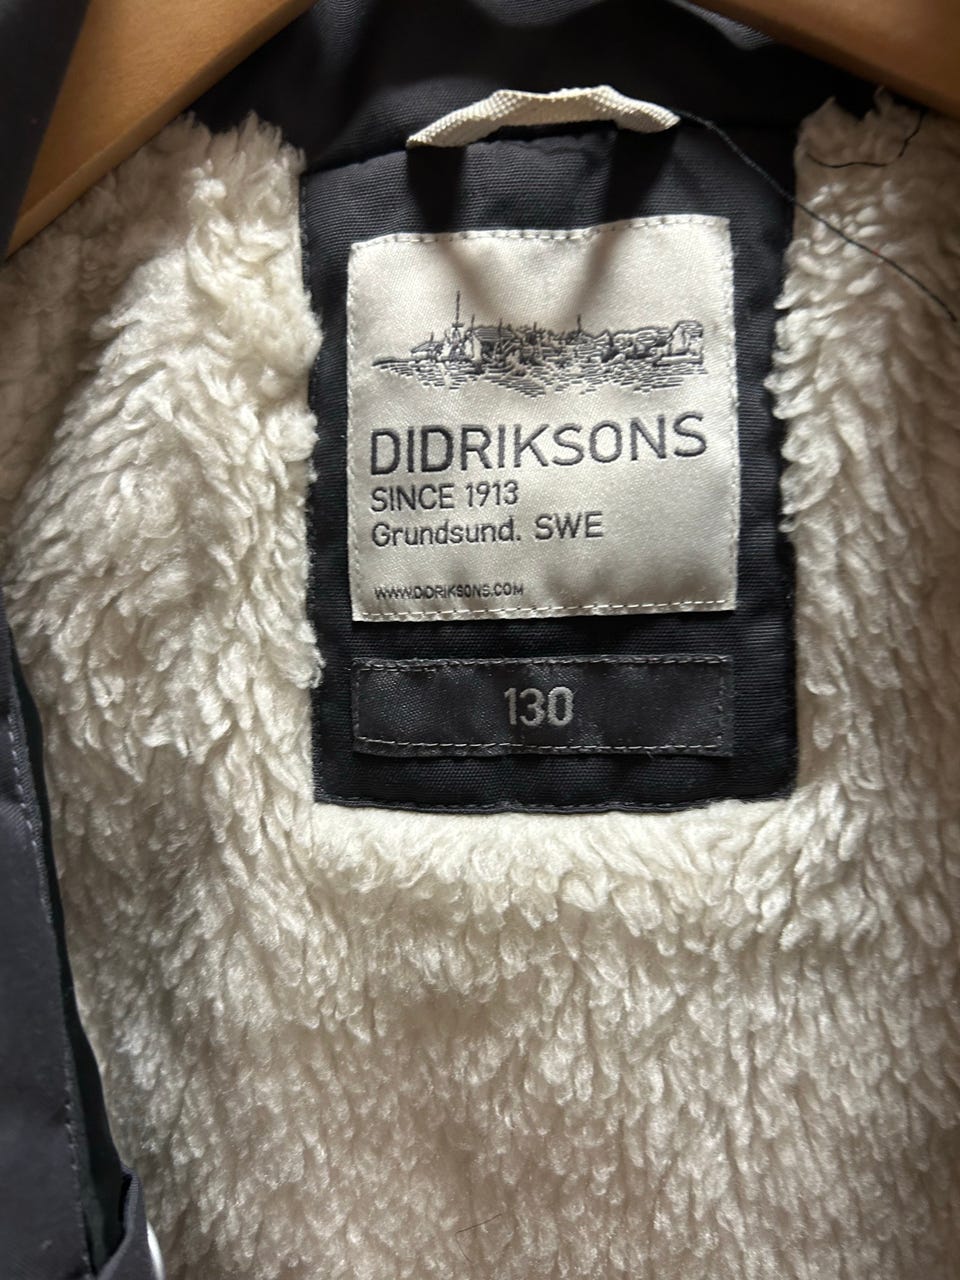 DIDRIKSONS
SINCE 1913
Grundsund. SWE
WWW.DIDRIKSONS.COM
130